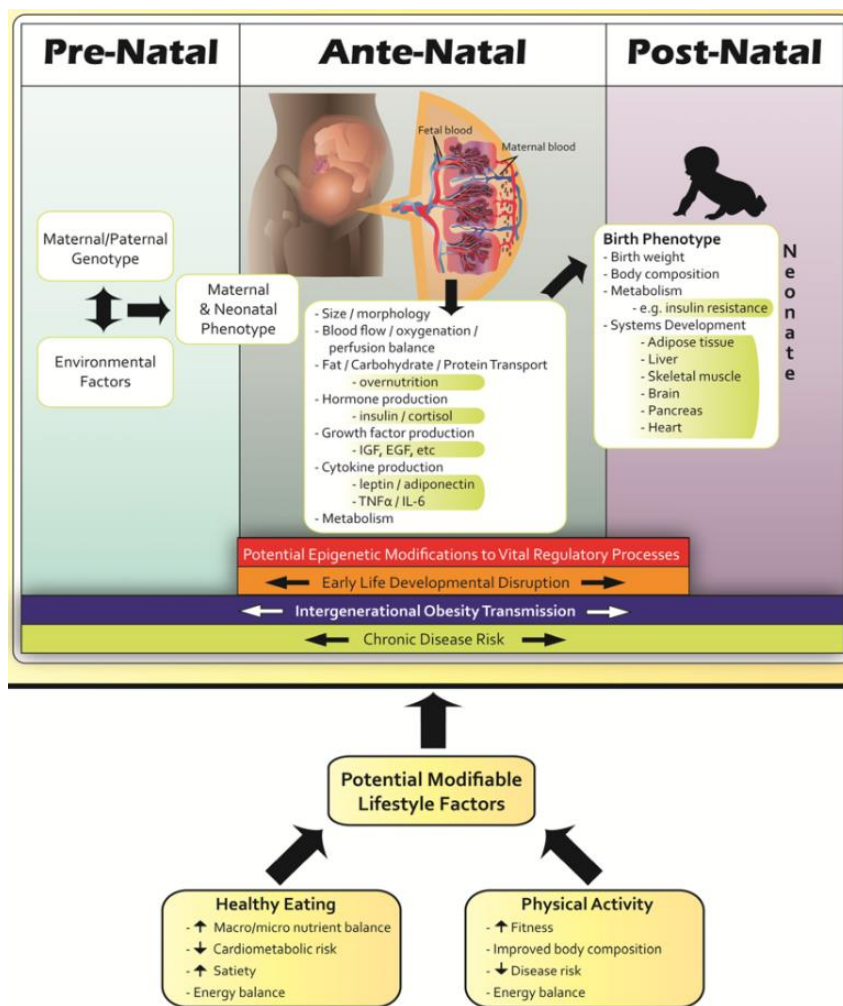 Pre-Natal
Ante-Natal
Post-Natal
Fetal blood
Maternal blood
Maternal/Paternal
Genotype
Environmental
Factors
Maternal
& Neonatal
Phenotype
- Size / morphology
- Blood flow / oxygenation /
perfusion balance
- Fat / Carbohydrate / Protein Transport
- overnutrition
- Hormone production
- insulin / cortisol
- Growth factor production
- IGF, EGF, etc
- Cytokine production
- leptin / adiponectin
- TNFα / IL-6
- Metabolism
Birth Phenotype
- Birth weight
- Body composition
- Metabolism
- e.g. insulin resistance
- Systems Development
- Adipose tissue
- Liver
- Skeletal muscle
- Brain
- Pancreas
- Heart
Neonate
Potential Epigenetic Modifications to Vital Regulatory Processes
Early Life Developmental Disruption
Intergenerational Obesity Transmission
Chronic Disease Risk
Potential Modifiable
Lifestyle Factors
Healthy Eating
- ↑ Macro/micro nutrient balance
- ↓ Cardiometabolic risk
- ↑ Satiety
- Energy balance
Physical Activity
- ↑ Fitness
- Improved body composition
- ↓ Disease risk
- Energy balance